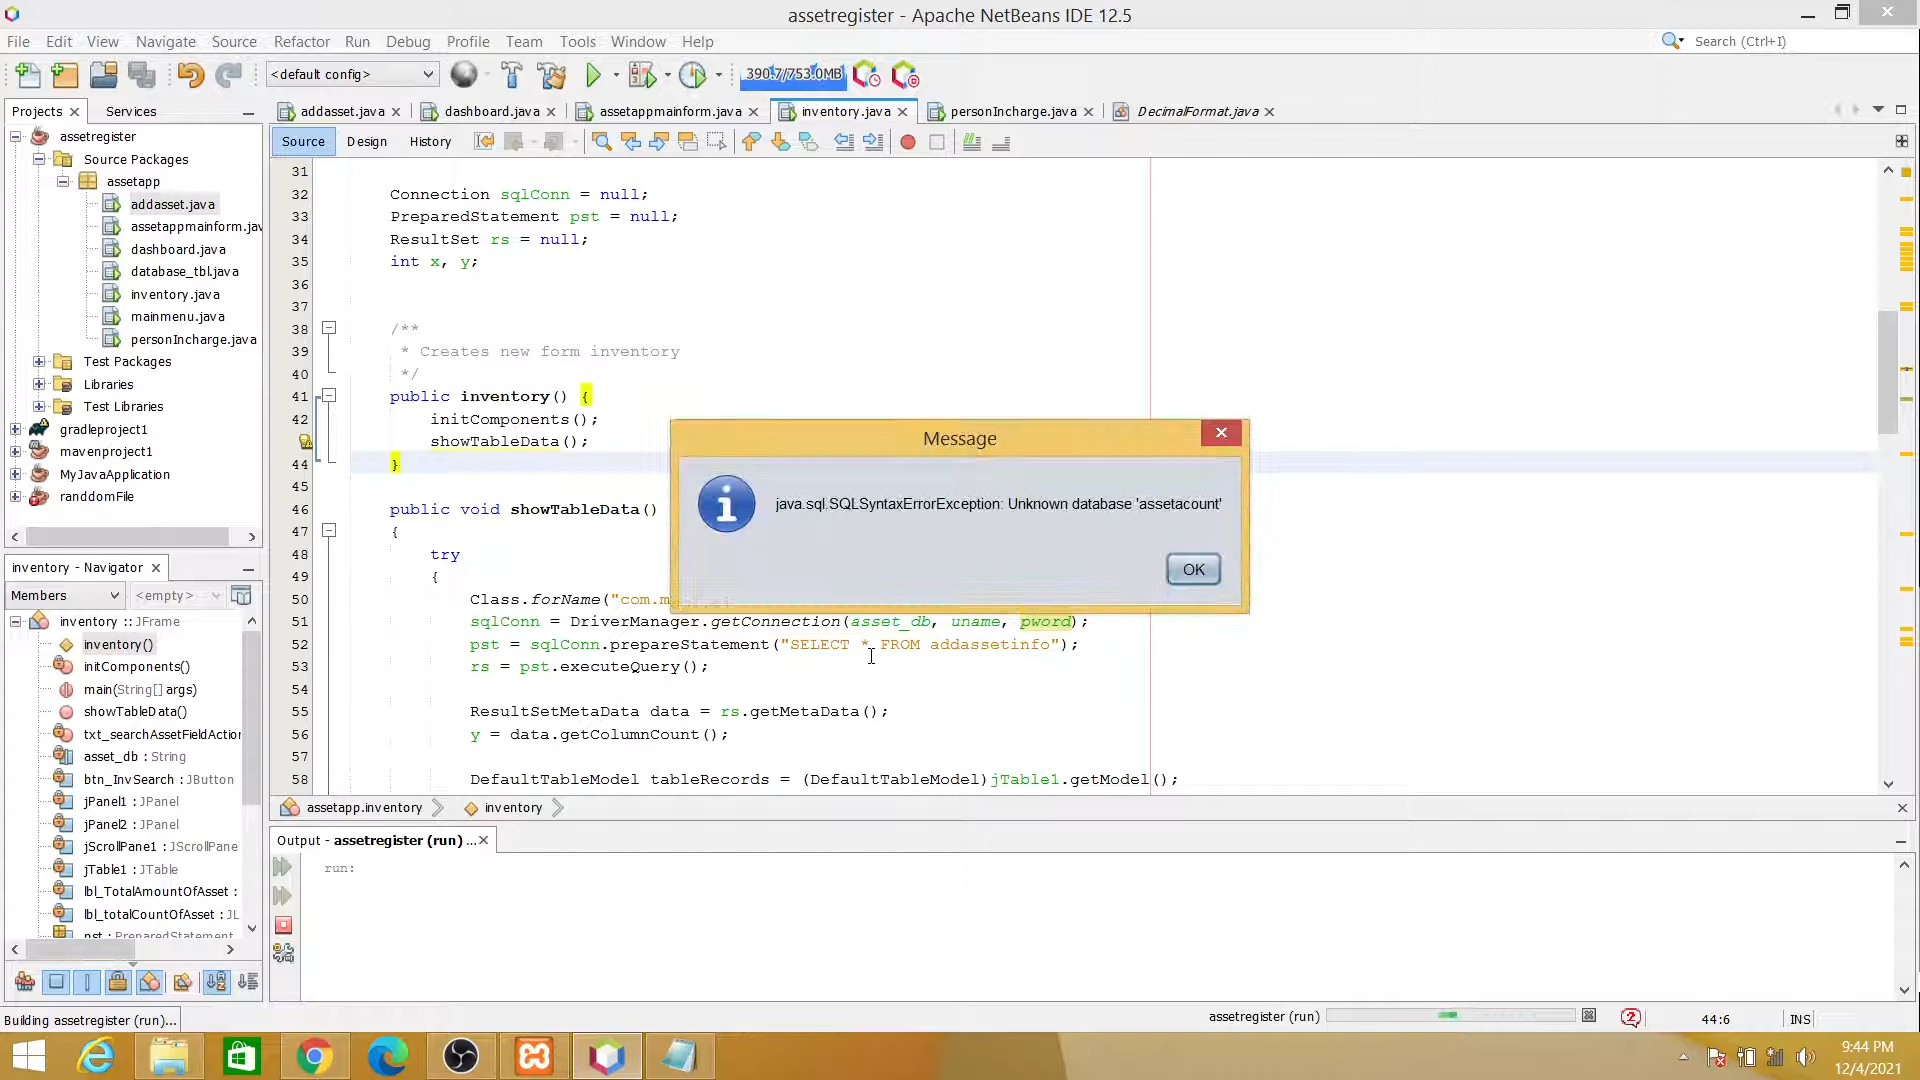 assetregister - Apache NetBeans IDE 12.5
File Edit View Navigate Source Refactor Run Debug Profile Team Tools Window Help
Search (Ctrl+I)
<default config>
390.7/753.0MB
Projects
Services
addasset.java
dashboard.java
assetappmainform.java
inventory.java
personIncharge.java
DecimalFormat.java
Source
Design
History
assetregister
Source Packages
assetapp
addasset.java
assetappmainform.jav
dashboard.java
database_tbl.java
inventory.java
mainmenu.java
personIncharge.java
Test Packages
Libraries
Test Libraries
gradleproject1
mavenproject1
MyJavaApplication
randdomFile
inventory - Navigator
Members
<empty>
inventory :: JFrame
inventory()
initComponents()
main(String[] args)
showTableData()
txt_searchAssetFieldAction
asset_db : String
btn_InvSearch : JButton
jPanel1 : JPanel
jPanel2 : JPanel
jScrollPane1 : JScrollPane
jTable1 : JTable
lbl_TotalAmountOfAsset :
lbl_totalCountOfAsset : JL
pst : PreparedStatement
31
32 Connection sqlConn = null;
33 PreparedStatement pst = null;
34 ResultSet rs = null;
35 int x, y;
36
37
38 /**
39 * Creates new form inventory
40 */
41 public inventory() {
42 initComponents();
showTableData();
44 }
45
46 public void showTableData()
47 {
48 try
49 {
50 Class.forName("com.m
51 sqlConn = DriverManager.getConnection(asset_db, uname, pword);
52 pst = sqlConn.prepareStatement("SELECT * FROM addassetinfo");
53 rs = pst.executeQuery();
54
55 ResultSetMetaData data = rs.getMetaData();
56 y = data.getColumnCount();
57
58 DefaultTableModel tableRecords = (DefaultTableModel)jTable1.getModel();
Message
java.sql.SQLSyntaxErrorException: Unknown database 'assetacount'
OK
assetapp.inventory
inventory
Output - assetregister (run) ...
run:
Building assetregister (run)...
assetregister (run)
2
44:6
INS
9:44 PM
12/4/2021